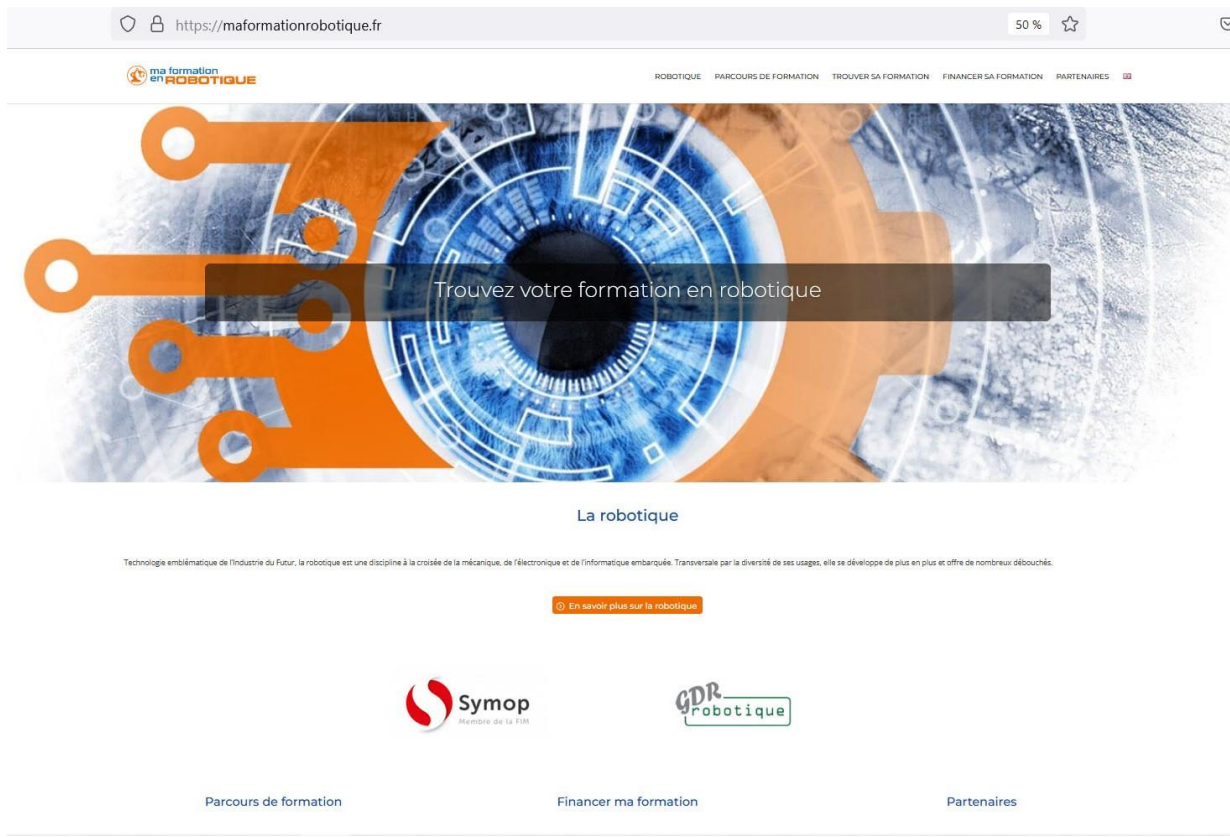 https://maformationrobotique.fr
50 %
ma formation
en ROBOTIQUE
ROBOTIQUE PARCOURS DE FORMATION TROUVER SA FORMATION FINANCER SA FORMATION PARTENAIRES
Trouvez votre formation en robotique
La robotique
Technologie emblématique de l'Industrie du Futur, la robotique est une discipline à la croisée de la mécanique, de l'électronique et de l'informatique embarquée. Transversale par la diversité de ses usages, elle se développe de plus en plus et offre de nombreux débouchés.
En savoir plus sur la robotique
Symop
Membre de la FIM
GDR
robotique
Parcours de formation
Financer ma formation
Partenaires